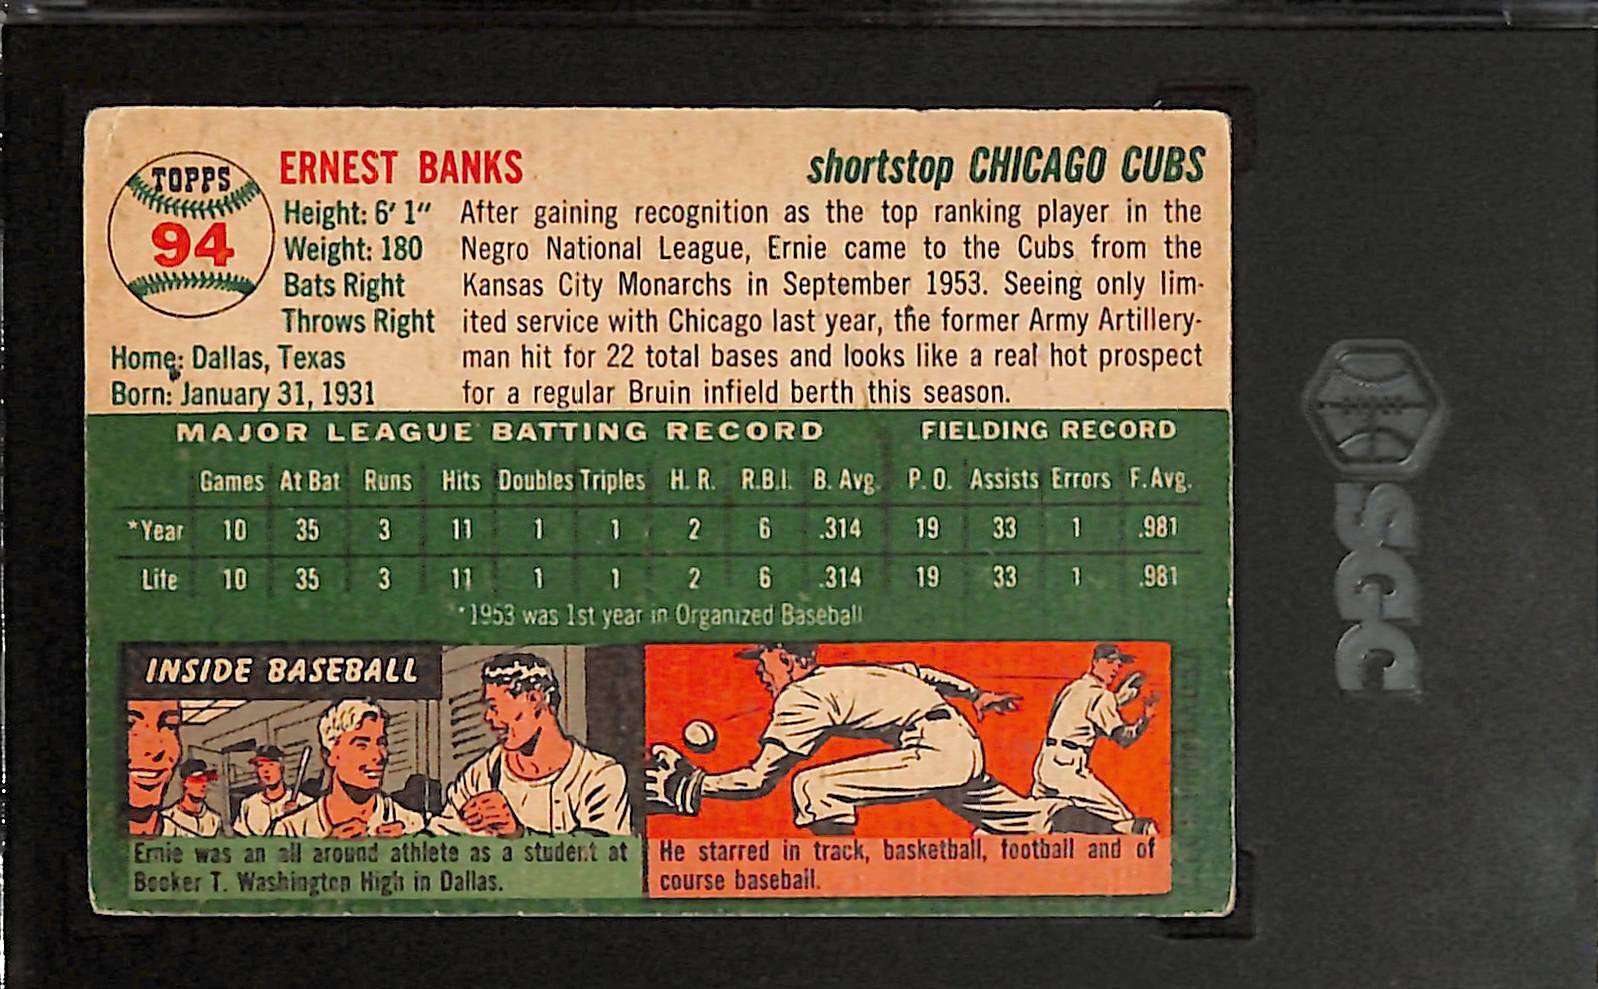 TOPPS
94
ERNEST BANKS
shortstop CHICAGO CUBS
Height: 6' 1"
Weight: 180
Bats Right
Throws Right
Home: Dallas, Texas
Born: January 31, 1931
After gaining recognition as the top ranking player in the
Negro National League, Ernie came to the Cubs from the
Kansas City Monarchs in September 1953. Seeing only lim-
ited service with Chicago last year, the former Army Artillery-
man hit for 22 total bases and looks like a real hot prospect
for a regular Bruin infield berth this season.
MAJOR LEAGUE BATTING RECORD FIELDING RECORD
Games At Bat Runs Hits Doubles Triples H. R. R.B.I. B. Avg. P. O. Assists Errors F. Avg.
*Year 10 35 3 11 1 1 2 6 .314 19 33 1 .981
Life 10 35 3 11 1 1 2 6 .314 19 33 1 .981
*1953 was 1st year in Organized Baseball
INSIDE BASEBALL
Ernie was an all around athlete as a student at
Booker T. Washington High in Dallas.
He starred in track, basketball, football and of
course baseball.
SGC